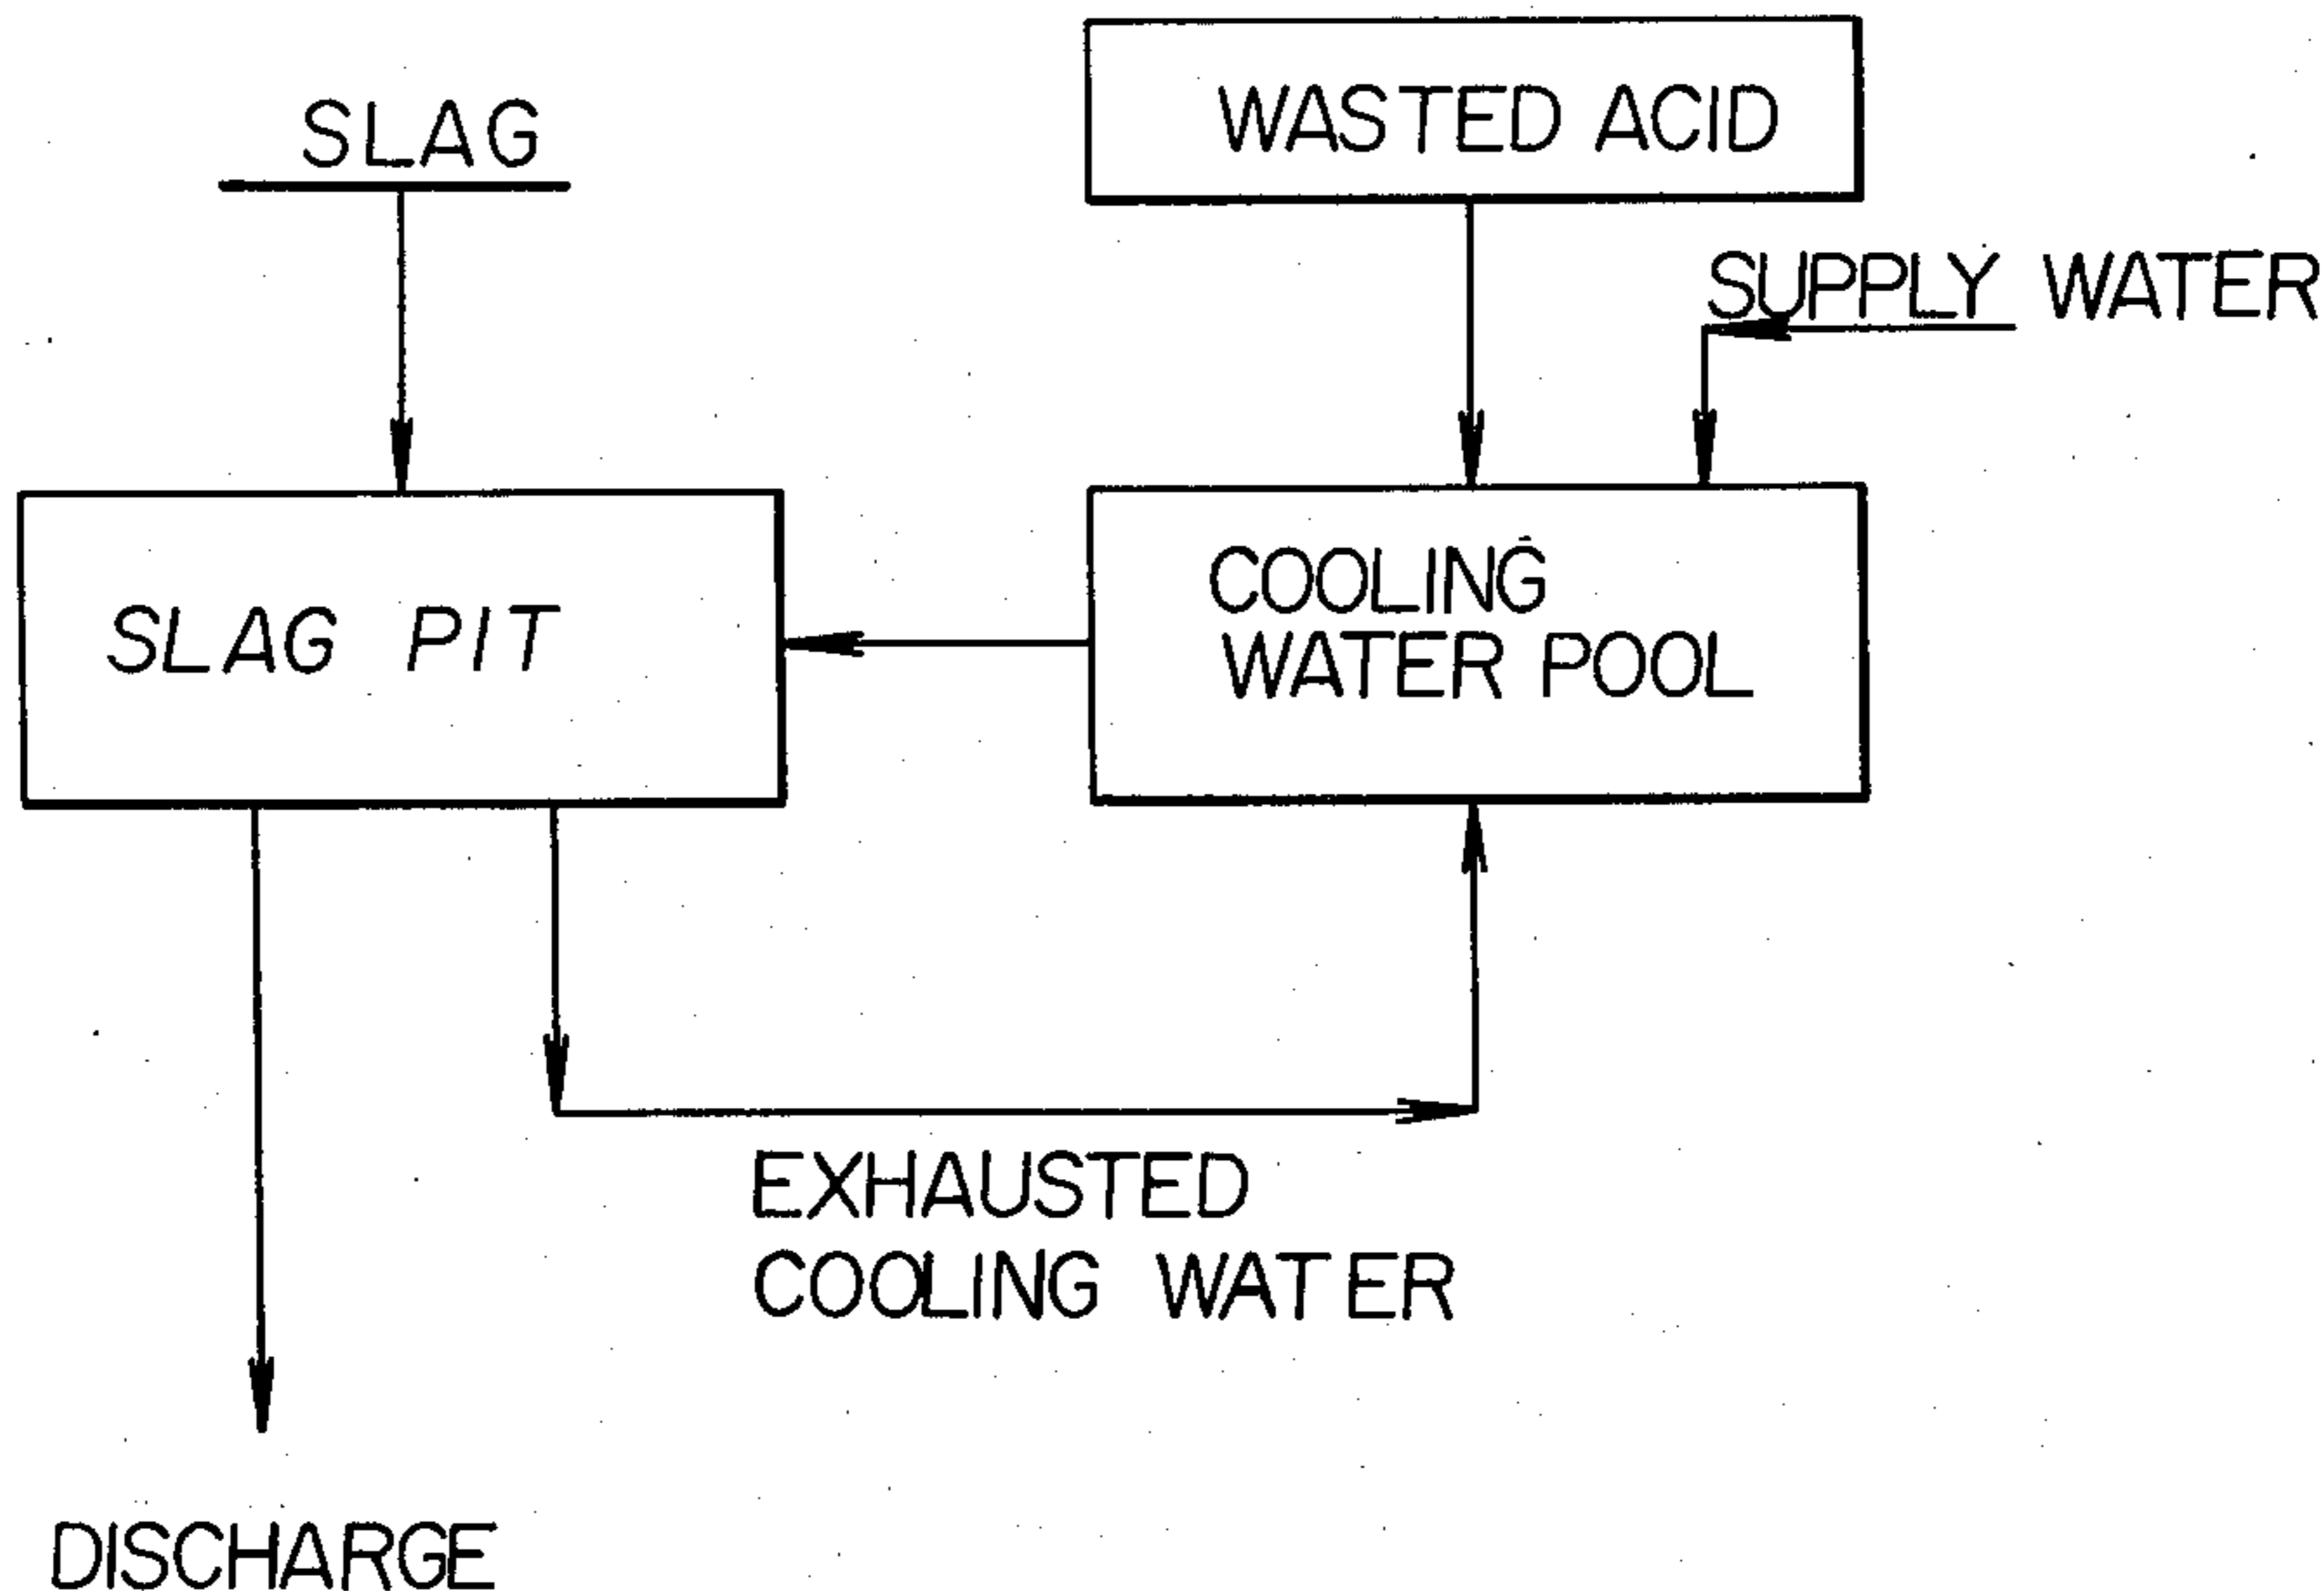 SLAG
WASTED ACID
SUPPLY WATER
SLAG PIT
COOLING
WATER POOL
EXHAUSTED
COOLING WATER
DISCHARGE